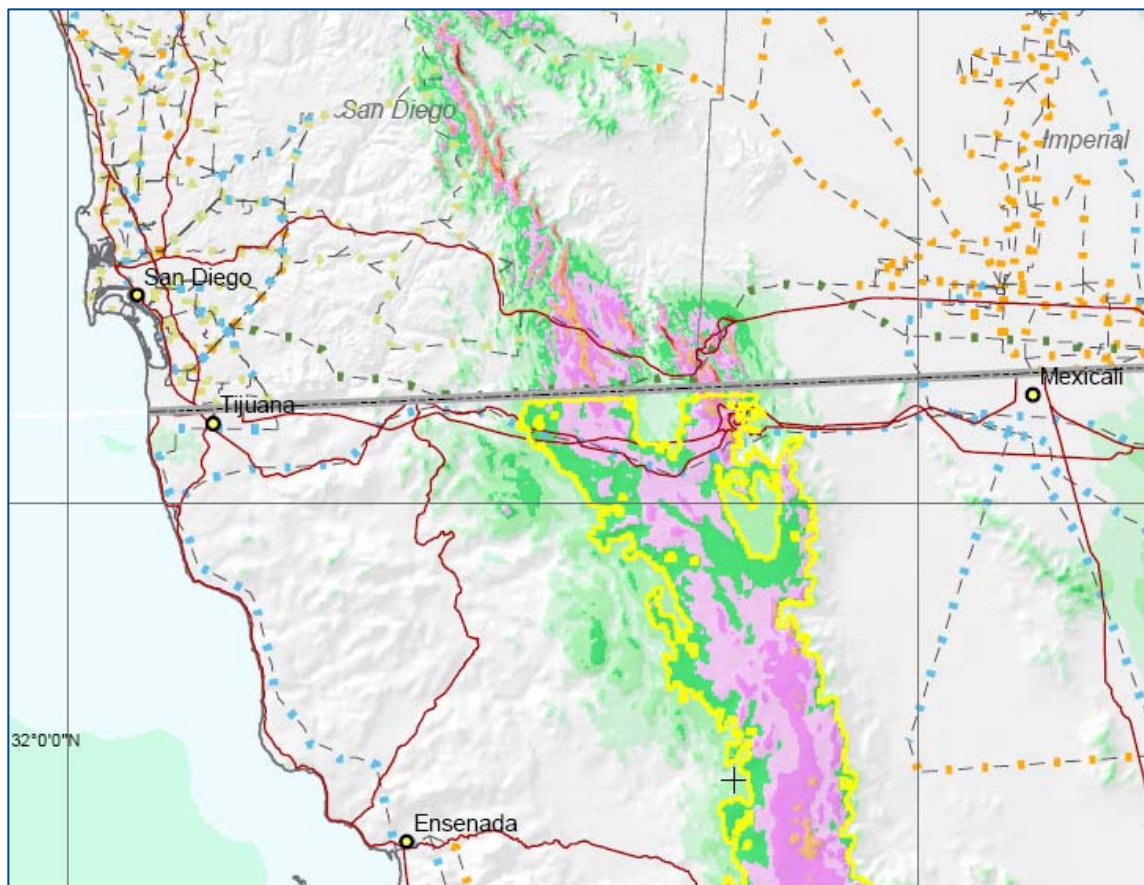 San Diego
Imperial
San Diego
Mexicali
Tijuana
32°0'0"N
Ensenada